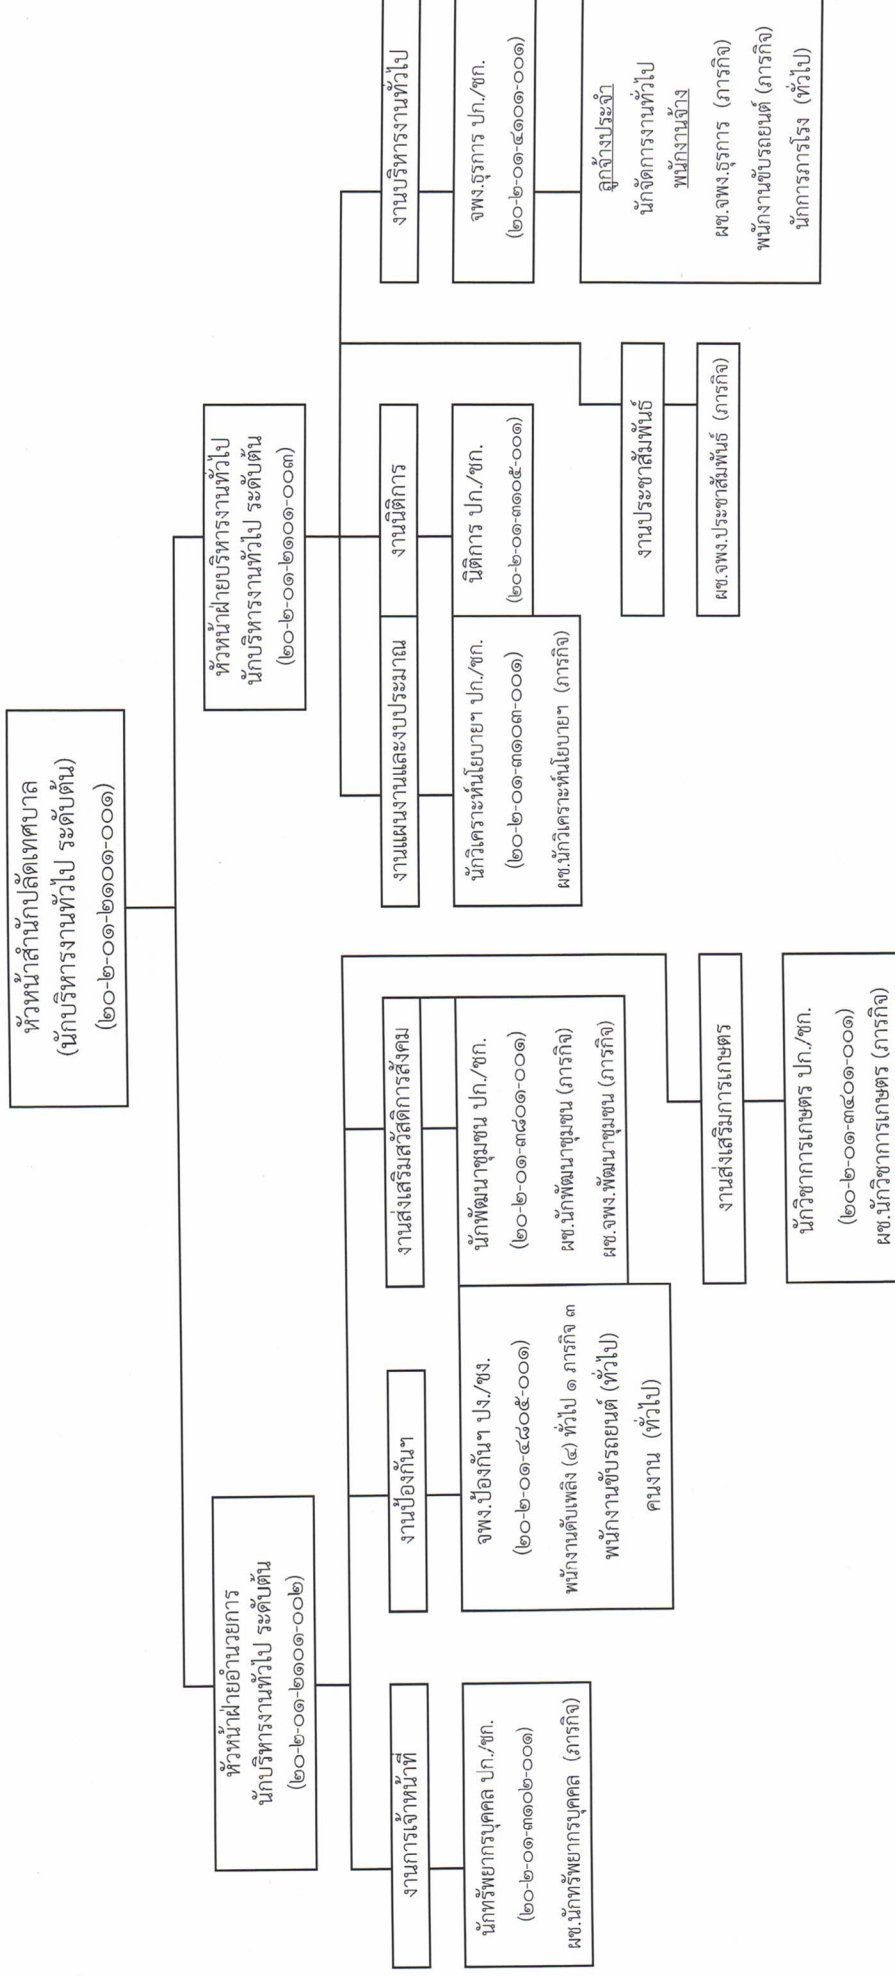 หัวหน้าสำนักปลัดเทศบาล
(นักบริหารงานทั่วไป ระดับต้น)
(๒๐-๒-๐๑-๒๑๐๑-๐๐๑)
หัวหน้าฝ่ายอำนวยการ
นักบริหารงานทั่วไป ระดับต้น
(๒๐-๒-๐๑-๒๑๐๑-๐๐๒)
งานการเจ้าหน้าที่
นักทรัพยากรบุคคล ปก./ชก.
(๒๐-๒-๐๑-๓๑๐๒-๐๐๑)
ผช.นักทรัพยากรบุคคล (ภารกิจ)
งานป้องกันฯ
จพง.ป้องกันฯ ปง./ชง.
(๒๐-๒-๐๑-๔๘๐๕-๐๐๑)
พนักงานดับเพลิง (๔) ทั่วไป ๑ ภารกิจ ๓
พนักงานขับรถยนต์ (ทั่วไป)
คนงาน (ทั่วไป)
งานส่งเสริมสวัสดิการสังคม
นักพัฒนาชุมชน ปก./ชก.
(๒๐-๒-๐๑-๓๘๐๑-๐๐๑)
ผช.นักพัฒนาชุมชน (ภารกิจ)
ผช.จพง.พัฒนาชุมชน (ภารกิจ)
งานส่งเสริมการเกษตร
นักวิชาการเกษตร ปก./ชก.
(๒๐-๒-๐๑-๓๔๐๑-๐๐๑)
ผช.นักวิชาการเกษตร (ภารกิจ)
หัวหน้าฝ่ายบริหารงานทั่วไป
นักบริหารงานทั่วไป ระดับต้น
(๒๐-๒-๐๑-๒๑๐๑-๐๐๓)
งานแผนงานและงบประมาณ
นักวิเคราะห์นโยบายฯ ปก./ชก.
(๒๐-๒-๐๑-๓๑๐๓-๐๐๑)
ผช.นักวิเคราะห์นโยบายฯ (ภารกิจ)
งานนิติการ
นิติการ ปก./ชก.
(๒๐-๒-๐๑-๓๑๐๕-๐๐๑)
งานประชาสัมพันธ์
ผช.จพง.ประชาสัมพันธ์ (ภารกิจ)
งานบริหารงานทั่วไป
จพง.ธุรการ ปก./ชก.
(๒๐-๒-๐๑-๔๑๐๑-๐๐๑)
ลูกจ้างประจำ
นักจัดการงานทั่วไป
พนักงานจ้าง
ผช.จพง.ธุรการ (ภารกิจ)
พนักงานขับรถยนต์ (ภารกิจ)
นักการภารโรง (ทั่วไป)